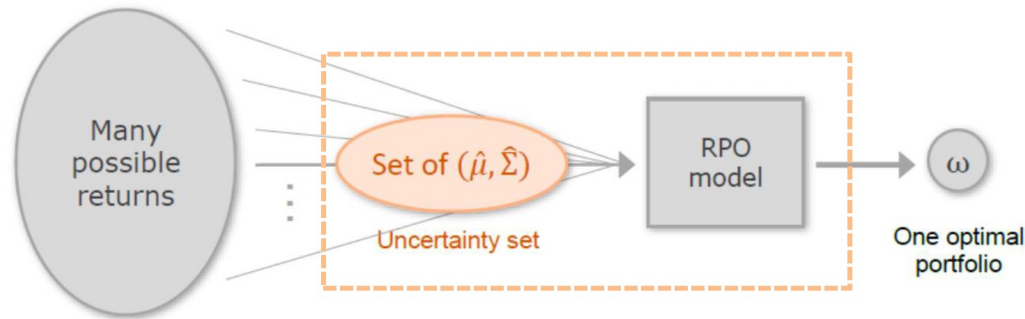 Many
possible
returns
⋮
Set of (μ̂, Σ̂)
Uncertainty set
RPO
model
ω
One optimal
portfolio